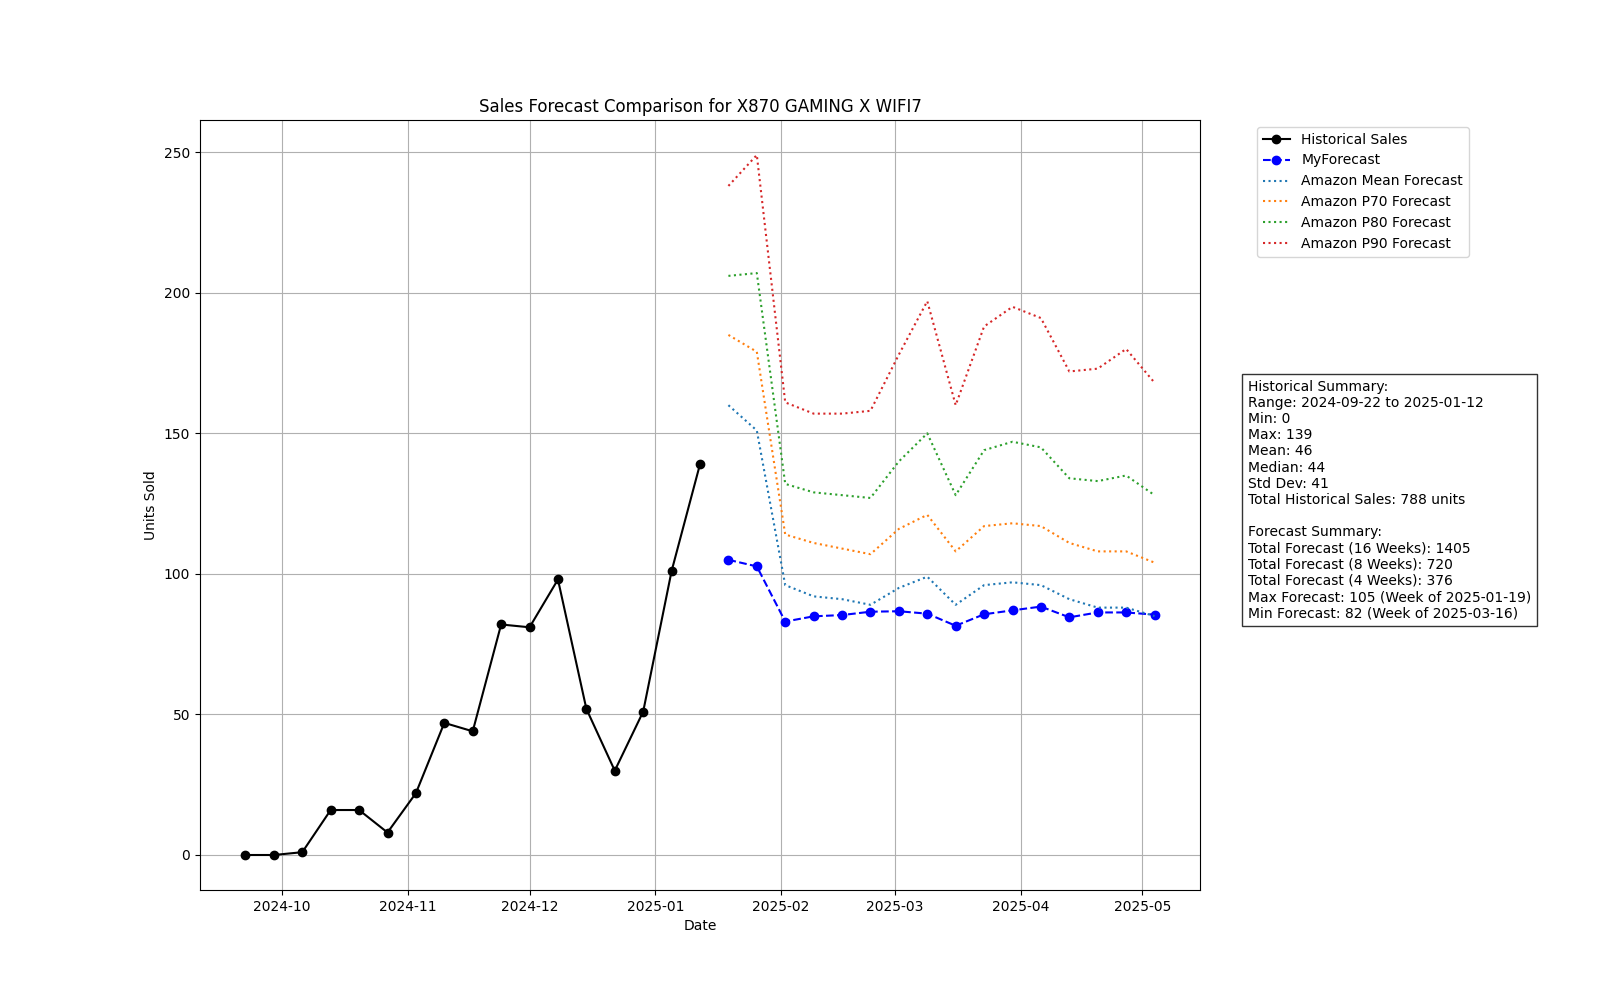 Sales Forecast Comparison for X870 GAMING X WIFI7
Historical Sales
MyForecast
Amazon Mean Forecast
Amazon P70 Forecast
Amazon P80 Forecast
Amazon P90 Forecast
250
200
150
100
50
0
Units Sold
2024-10
2024-11
2024-12
2025-01
2025-02
2025-03
2025-04
2025-05
Date
Historical Summary:
Range: 2024-09-22 to 2025-01-12
Min: 0
Max: 139
Mean: 46
Median: 44
Std Dev: 41
Total Historical Sales: 788 units
Forecast Summary:
Total Forecast (16 Weeks): 1405
Total Forecast (8 Weeks): 720
Total Forecast (4 Weeks): 376
Max Forecast: 105 (Week of 2025-01-19)
Min Forecast: 82 (Week of 2025-03-16)